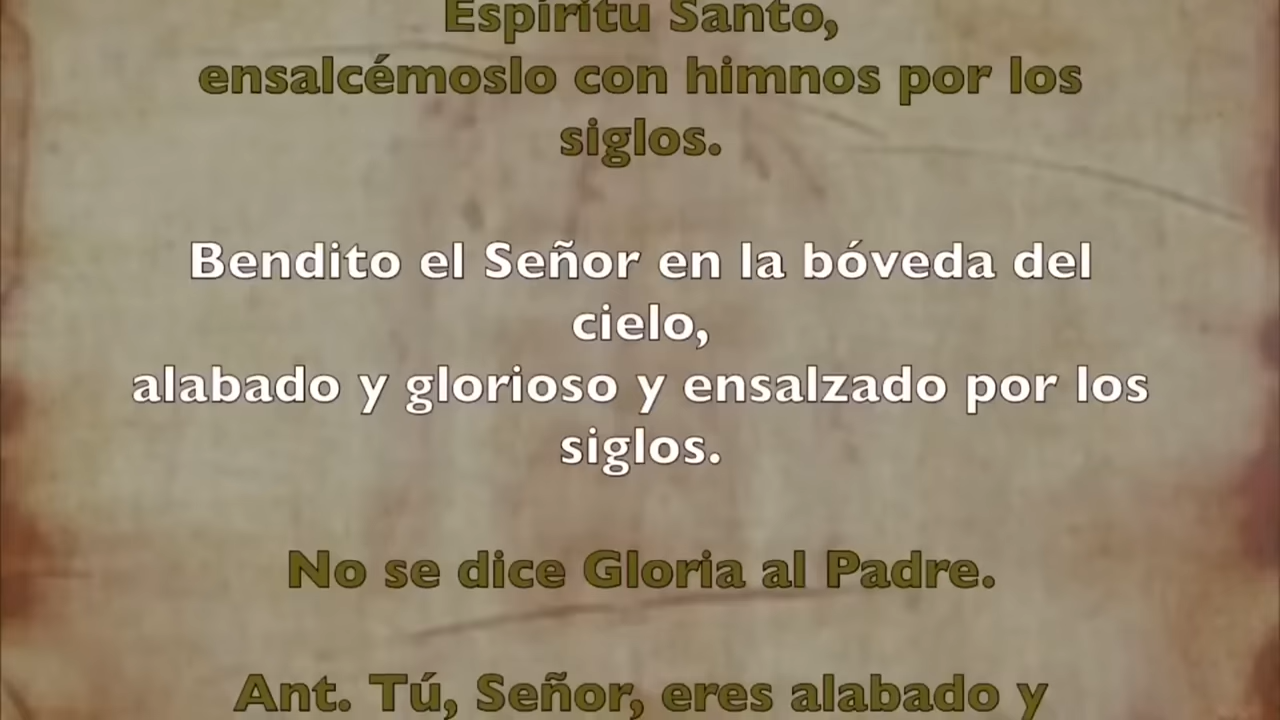 Espíritu Santo,
ensalcémoslo con himnos por los
siglos.
Bendito el Señor en la bóveda del
cielo,
alabado y glorioso y ensalzado por los
siglos.
No se dice Gloria al Padre.
Ant. Tú, Señor, eres alabado y